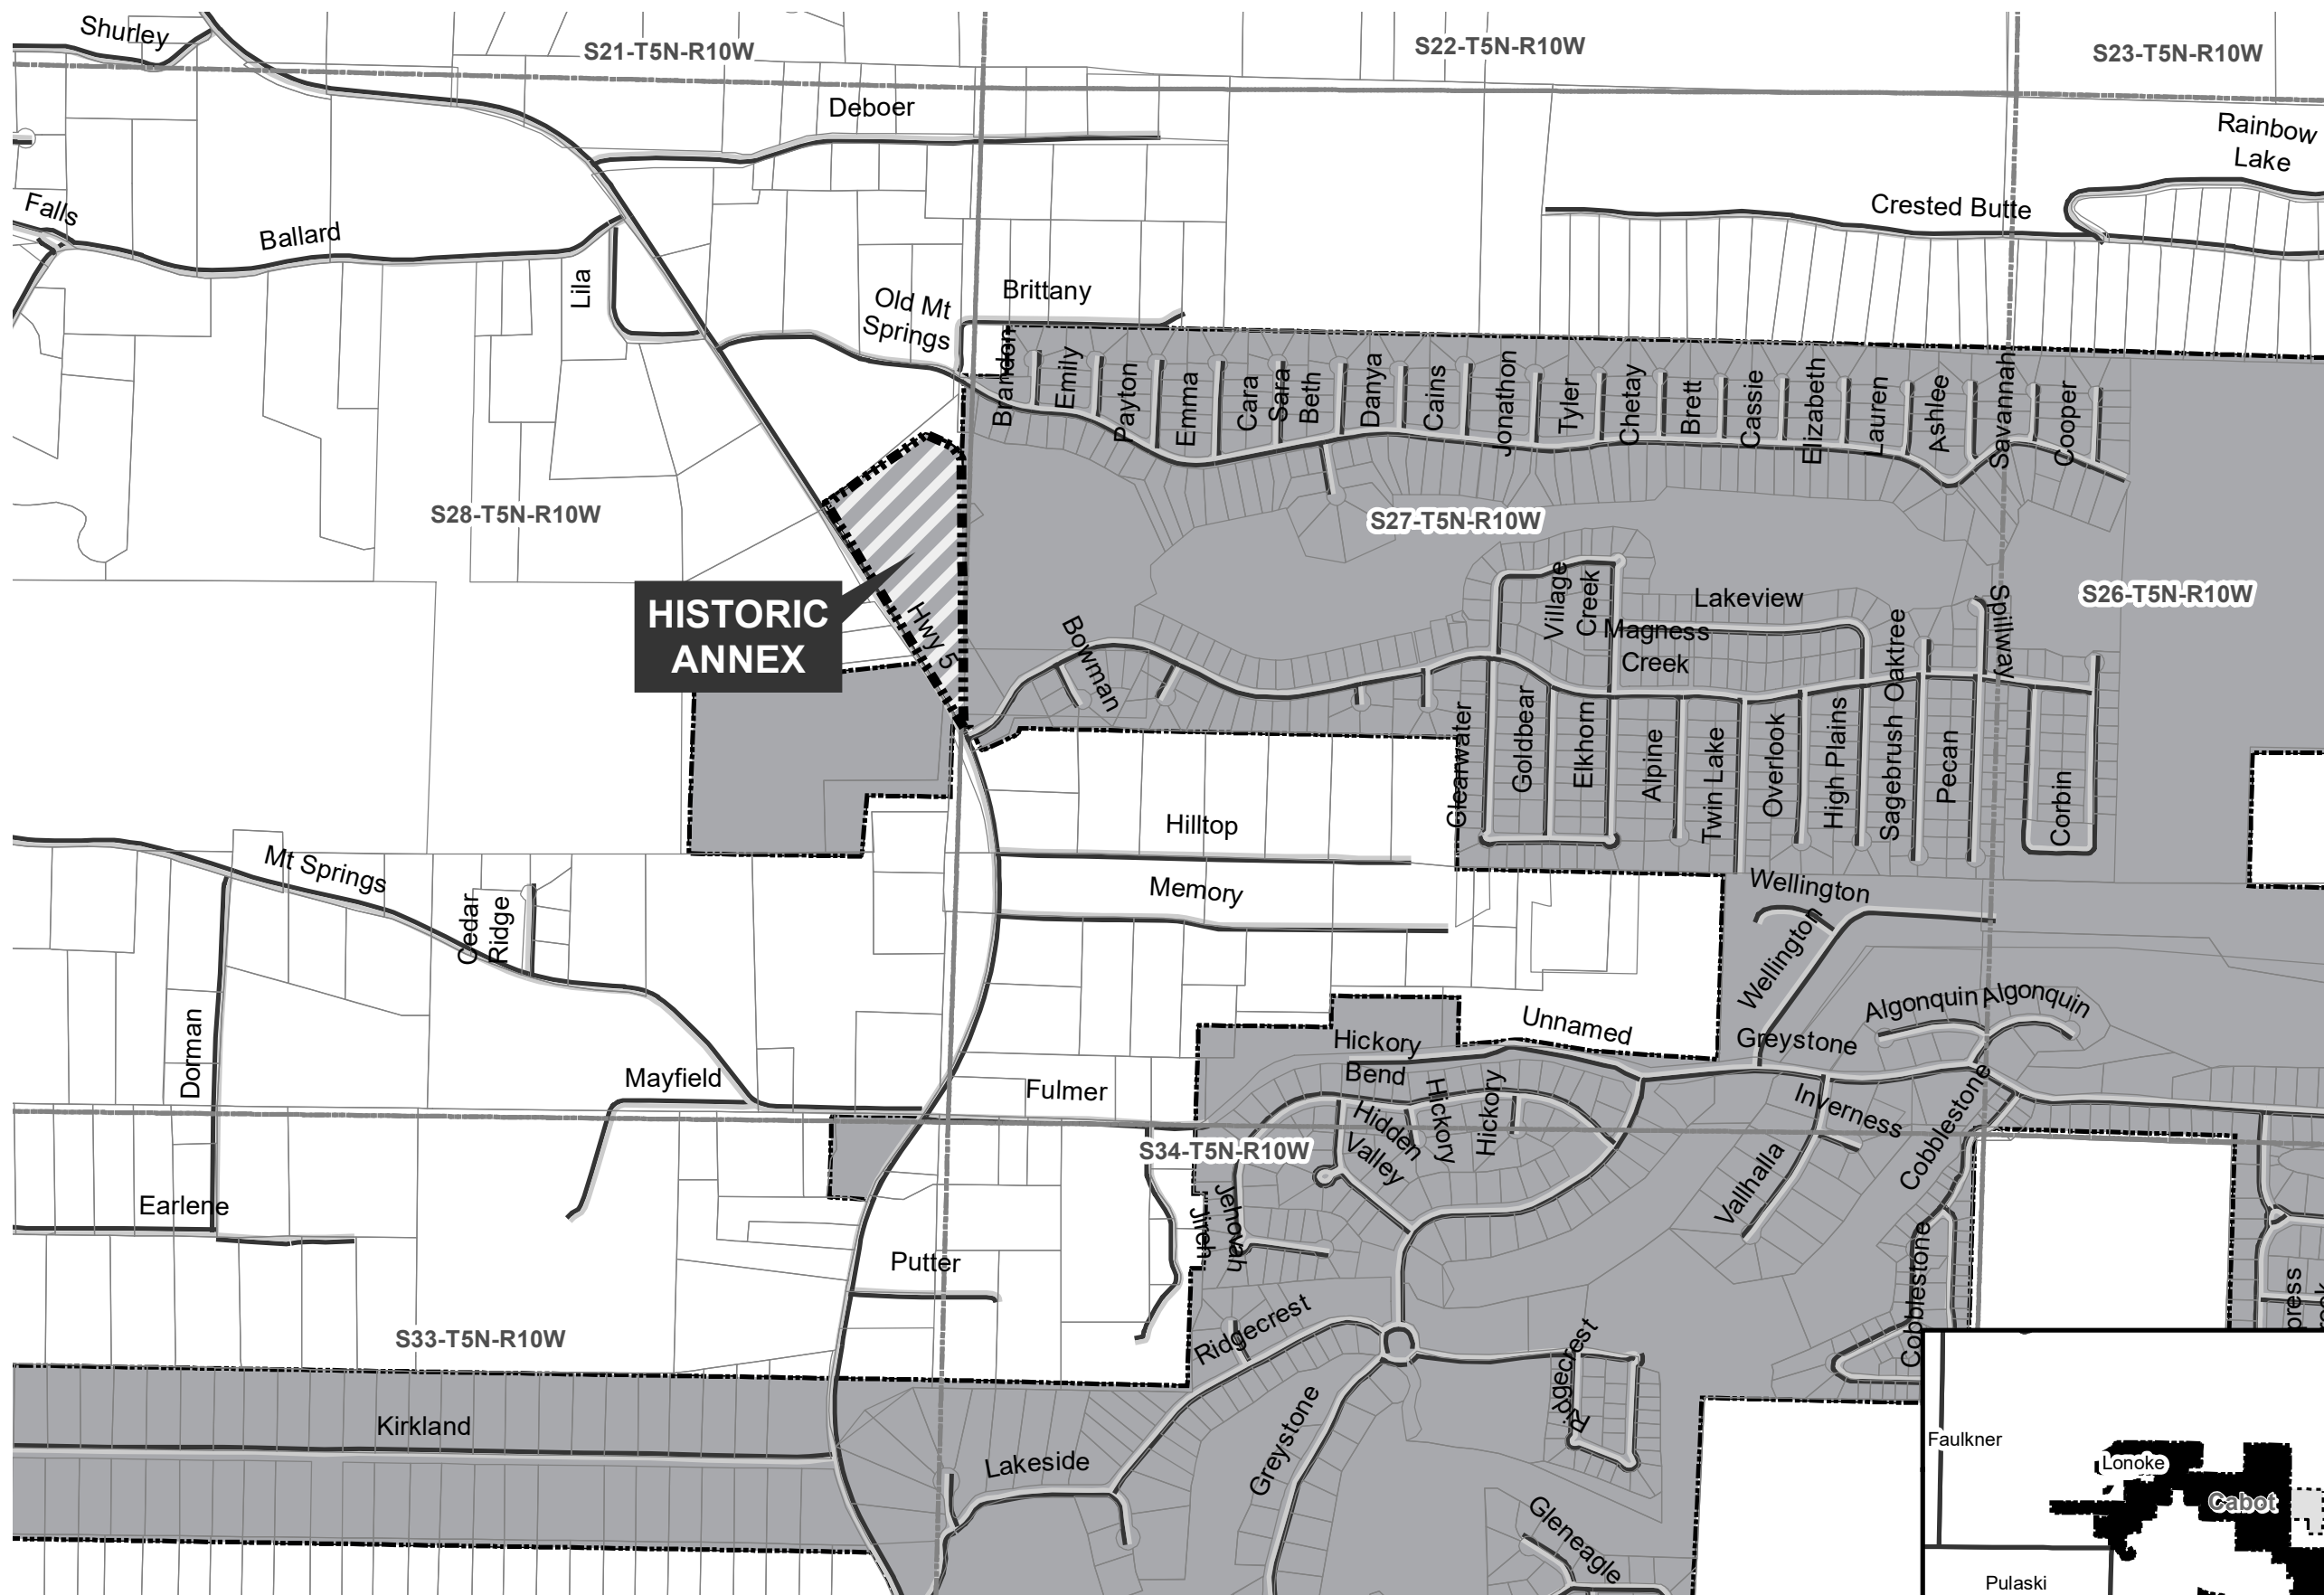 Shurley
S21-T5N-R10W
S22-T5N-R10W
S23-T5N-R10W
Deboer
Rainbow
Lake
Falls
Ballard
Crested Butte
Lila
Old Mt
Springs
Brittany
Brandon
Emily
Payton
Emma
Cara
Sara
Beth
Danya
Cains
Jonathon
Tyler
Chetay
Brett
Cassie
Elizabeth
Lauren
Ashlee
Savannah
Cooper
S28-T5N-R10W
S27-T5N-R10W
S26-T5N-R10W
HISTORIC
ANNEX
Hwy 5
Bowman
Village
Creek
Lakeview
Magness
Creek
Oaktree
Spillway
Clearwater
Goldbear
Elkhorn
Alpine
Twin Lake
Overlook
High Plains
Sagebrush
Pecan
Corbin
Hilltop
Memory
Mt Springs
Cedar
Ridge
Wellington
Wellington
Dorman
Algonquin
Algonquin
Unnamed
Greystone
Hickory
Bend
Mayfield
Fulmer
Hickory
Hickory
Hidden
Valley
Inverness
Cobblestone
S34-T5N-R10W
Vallhalla
Earlene
Jehovah
Jireh
Putter
Cobblestone
S33-T5N-R10W
Ridgecrest
Ridgecrest
Kirkland
Lakeside
Greystone
Gleneagle
Faulkner
Lonoke
Cabot
Pulaski